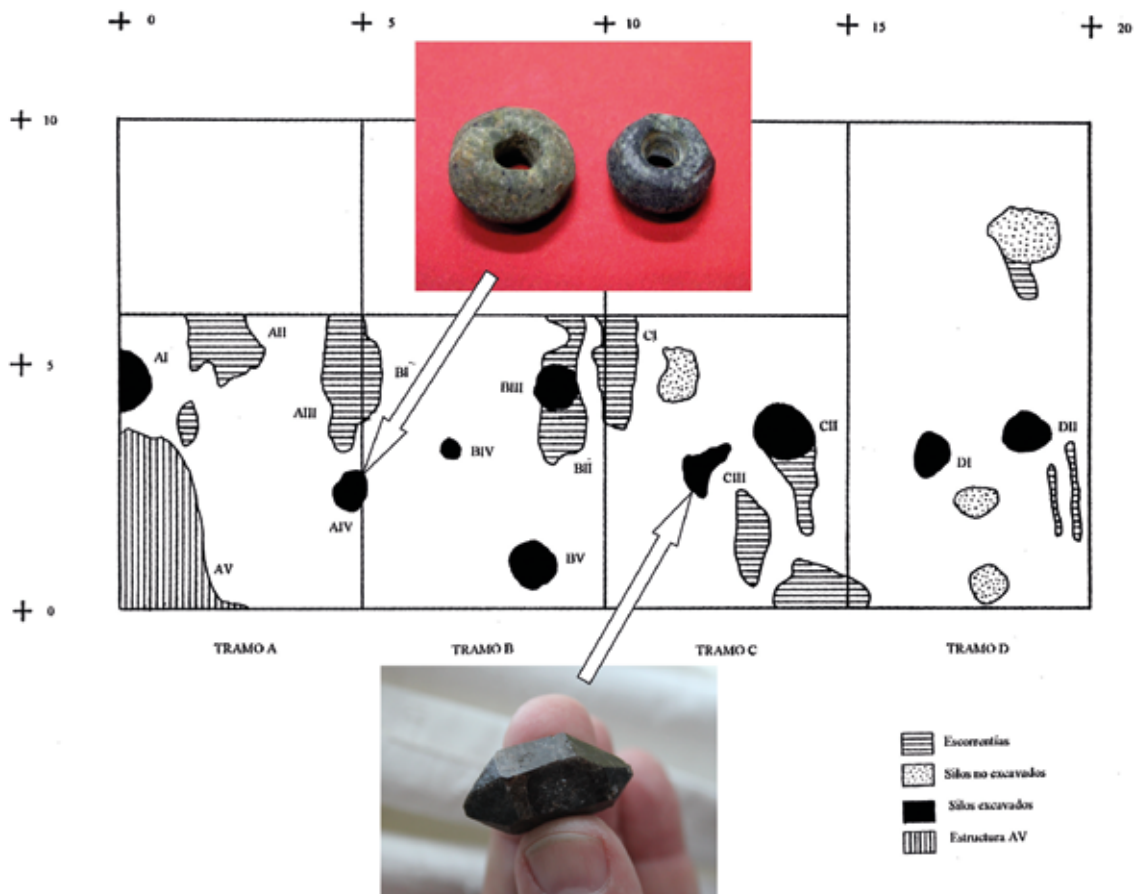 0 5 10 15 20
10
5
0
AI
AII
AIII
AIV
AV
BI
BII
BIII
BIV
BV
CI
CII
CIII
DI
DII
TRAMO A TRAMO B TRAMO C TRAMO D
Escorrentías
Silos no excavados
Silos excavados
Estructura AV